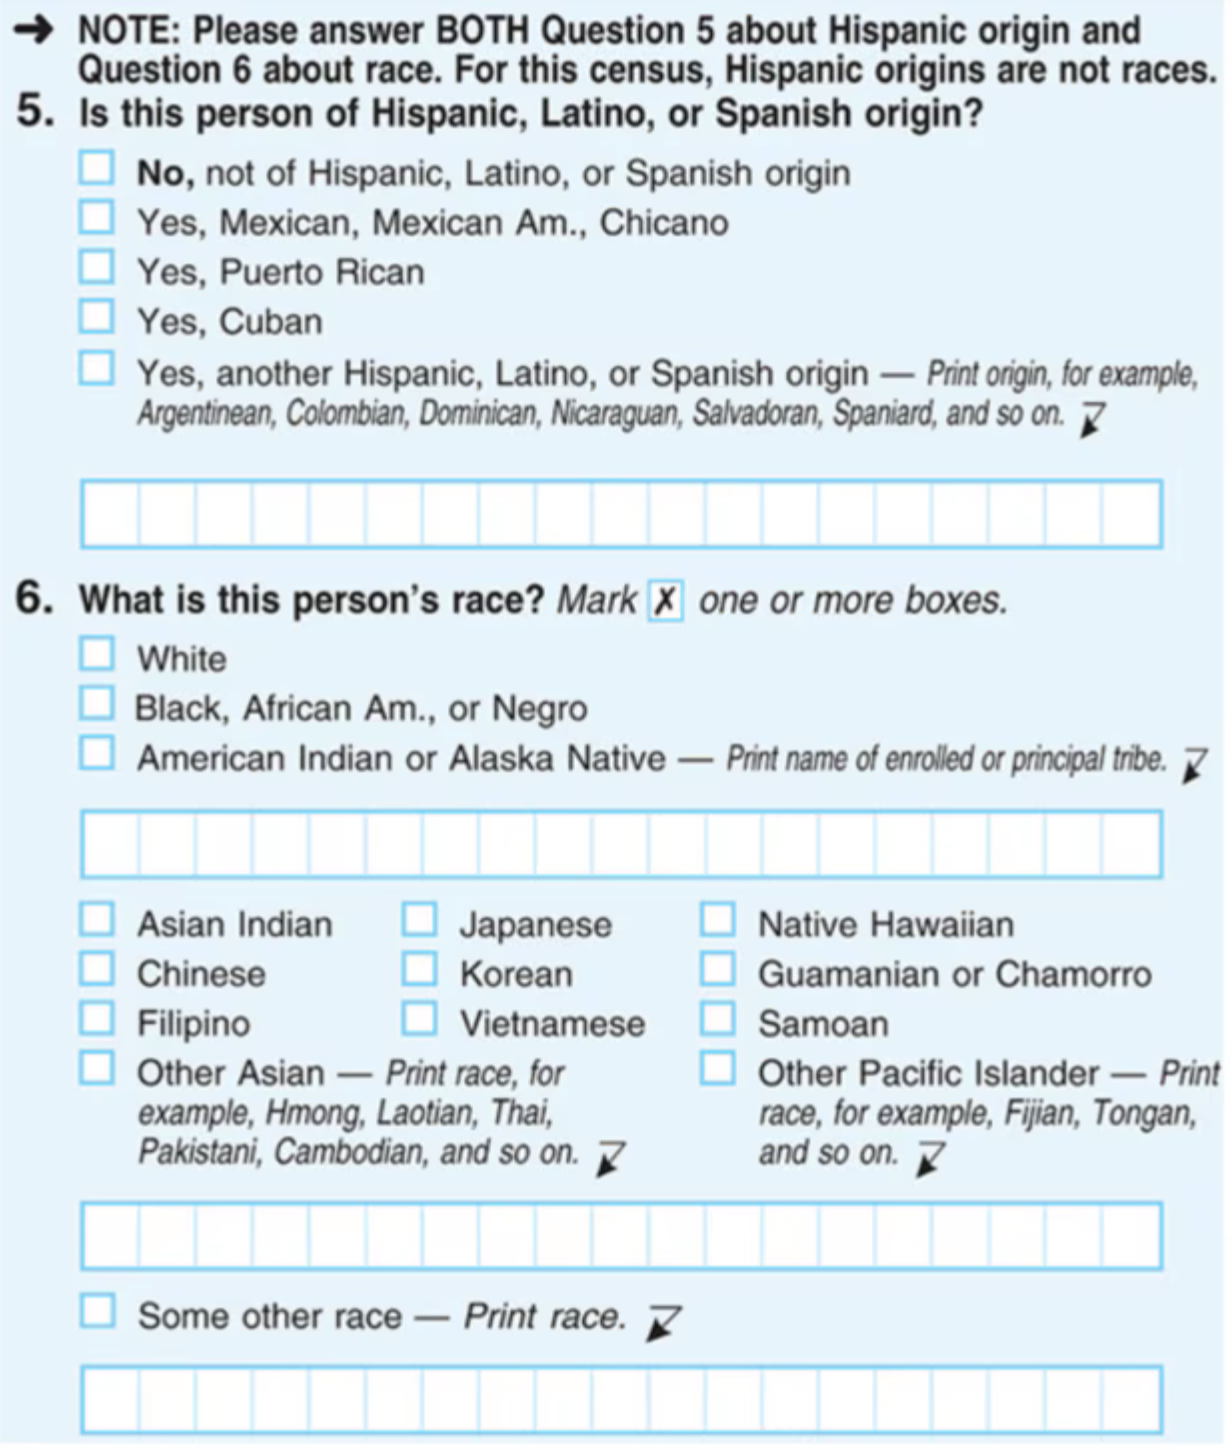 → NOTE: Please answer BOTH Question 5 about Hispanic origin and
Question 6 about race. For this census, Hispanic origins are not races.
5. Is this person of Hispanic, Latino, or Spanish origin?
No, not of Hispanic, Latino, or Spanish origin
Yes, Mexican, Mexican Am., Chicano
Yes, Puerto Rican
Yes, Cuban
Yes, another Hispanic, Latino, or Spanish origin — Print origin, for example,
Argentinean, Colombian, Dominican, Nicaraguan, Salvadoran, Spaniard, and so on.
6. What is this person's race? Mark X one or more boxes.
White
Black, African Am., or Negro
American Indian or Alaska Native — Print name of enrolled or principal tribe.
Asian Indian
Chinese
Filipino
Other Asian — Print race, for
example, Hmong, Laotian, Thai,
Pakistani, Cambodian, and so on.
Japanese
Korean
Vietnamese
Native Hawaiian
Guamanian or Chamorro
Samoan
Other Pacific Islander — Print
race, for example, Fijian, Tongan,
and so on.
Some other race — Print race.